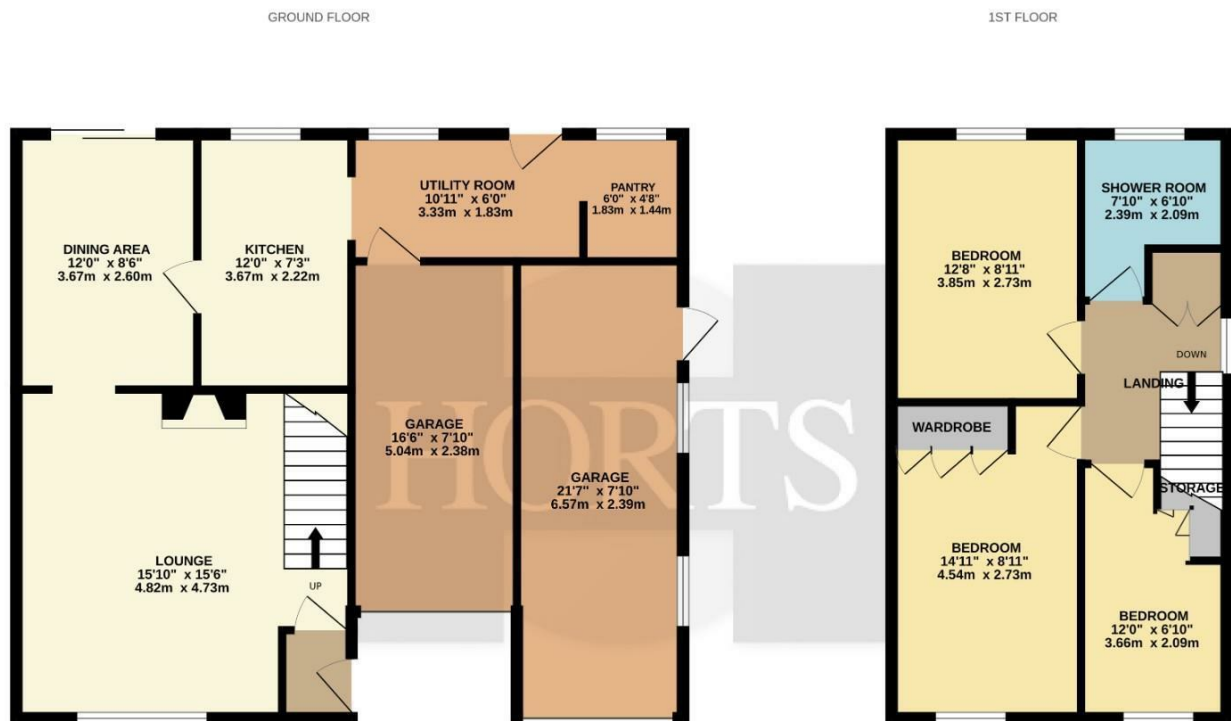 GROUND FLOOR
1ST FLOOR
DINING AREA
12'0" x 8'6"
3.67m x 2.60m
KITCHEN
12'0" x 7'3"
3.67m x 2.22m
UTILITY ROOM
10'11" x 6'0"
3.33m x 1.83m
PANTRY
6'0" x 4'8"
1.83m x 1.44m
LOUNGE
15'10" x 15'6"
4.82m x 4.73m
UP
GARAGE
16'6" x 7'10"
5.04m x 2.38m
GARAGE
21'7" x 7'10"
6.57m x 2.39m
HORTS
BEDROOM
12'8" x 8'11"
3.85m x 2.73m
SHOWER ROOM
7'10" x 6'10"
2.39m x 2.09m
DOWN
LANDING
WARDROBE
STORAGE
BEDROOM
14'11" x 8'11"
4.54m x 2.73m
BEDROOM
12'0" x 6'10"
3.66m x 2.09m